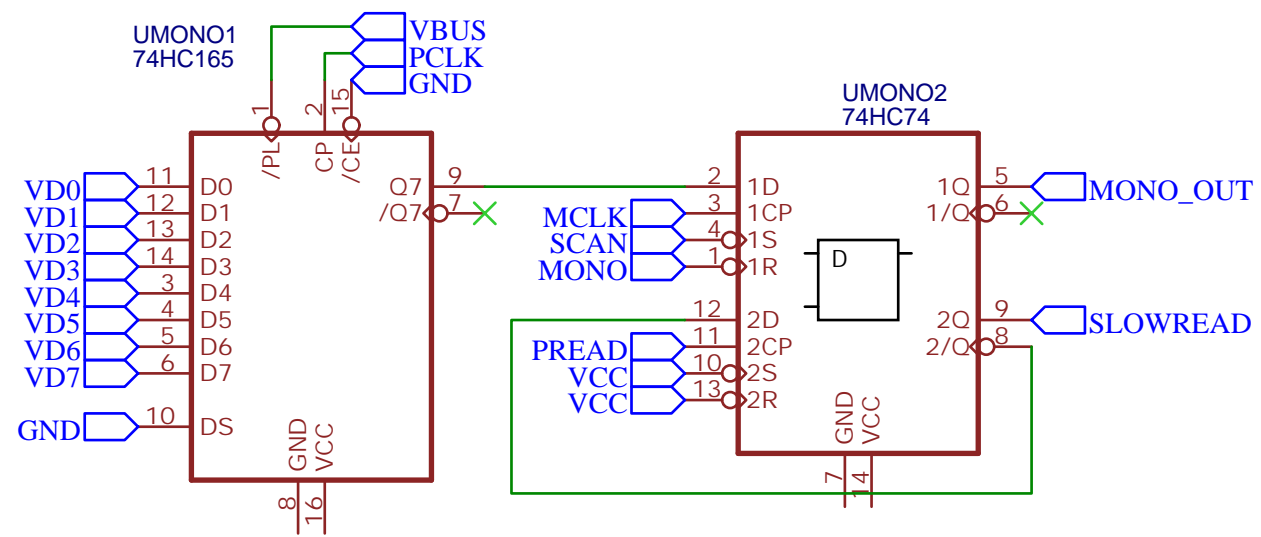 UMONO1
74HC165
VBUS
PCLK
GND
1
2
15
/PL
CP
/CE
VD0 11 D0
VD1 12 D1
VD2 13 D2
VD3 14 D3
VD4 3 D4
VD5 4 D5
VD6 5 D6
VD7 6 D7
GND 10 DS
Q7 9
/Q7 7
GND
VCC
8
16
UMONO2
74HC74
2 1D
MCLK 3 1CP
SCAN 4 1S
MONO 1 1R
12 2D
PREAD 11 2CP
VCC 10 2S
VCC 13 2R
D
1Q 5 MONO_OUT
1/Q 6
2Q 9 SLOWREAD
2/Q 8
GND
VCC
7
14